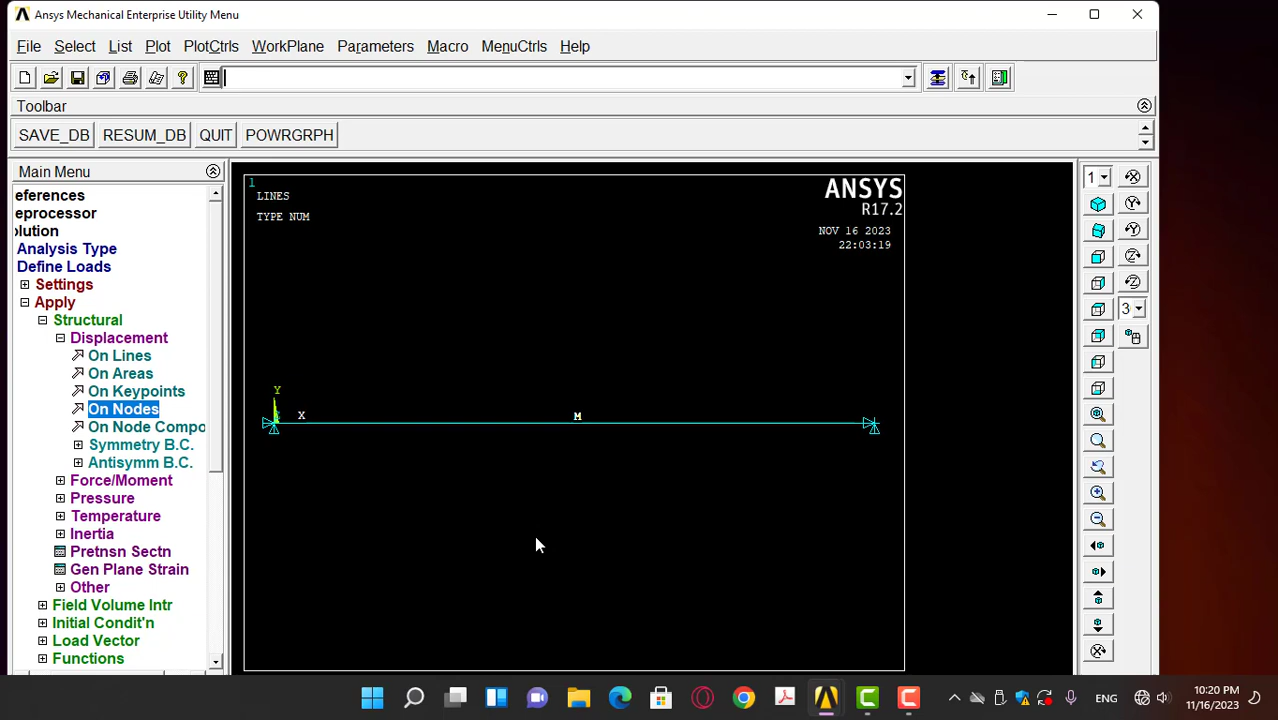 Ansys Mechanical Enterprise Utility Menu
File Select List Plot PlotCtrls WorkPlane Parameters Macro MenuCtrls Help
Toolbar
SAVE_DB RESUM_DB QUIT POWRGRPH
Main Menu
eferences
eprocessor
olution
Analysis Type
Define Loads
Settings
Apply
Structural
Displacement
On Lines
On Areas
On Keypoints
On Nodes
On Node Compo
Symmetry B.C.
Antisymm B.C.
Force/Moment
Pressure
Temperature
Inertia
Pretnsn Sectn
Gen Plane Strain
Other
Field Volume Intr
Initial Condit'n
Load Vector
Functions
1
LINES
TYPE NUM
ANSYS
R17.2
NOV 16 2023
22:03:19
Y
X
M
1
3
ENG
10:20 PM
11/16/2023